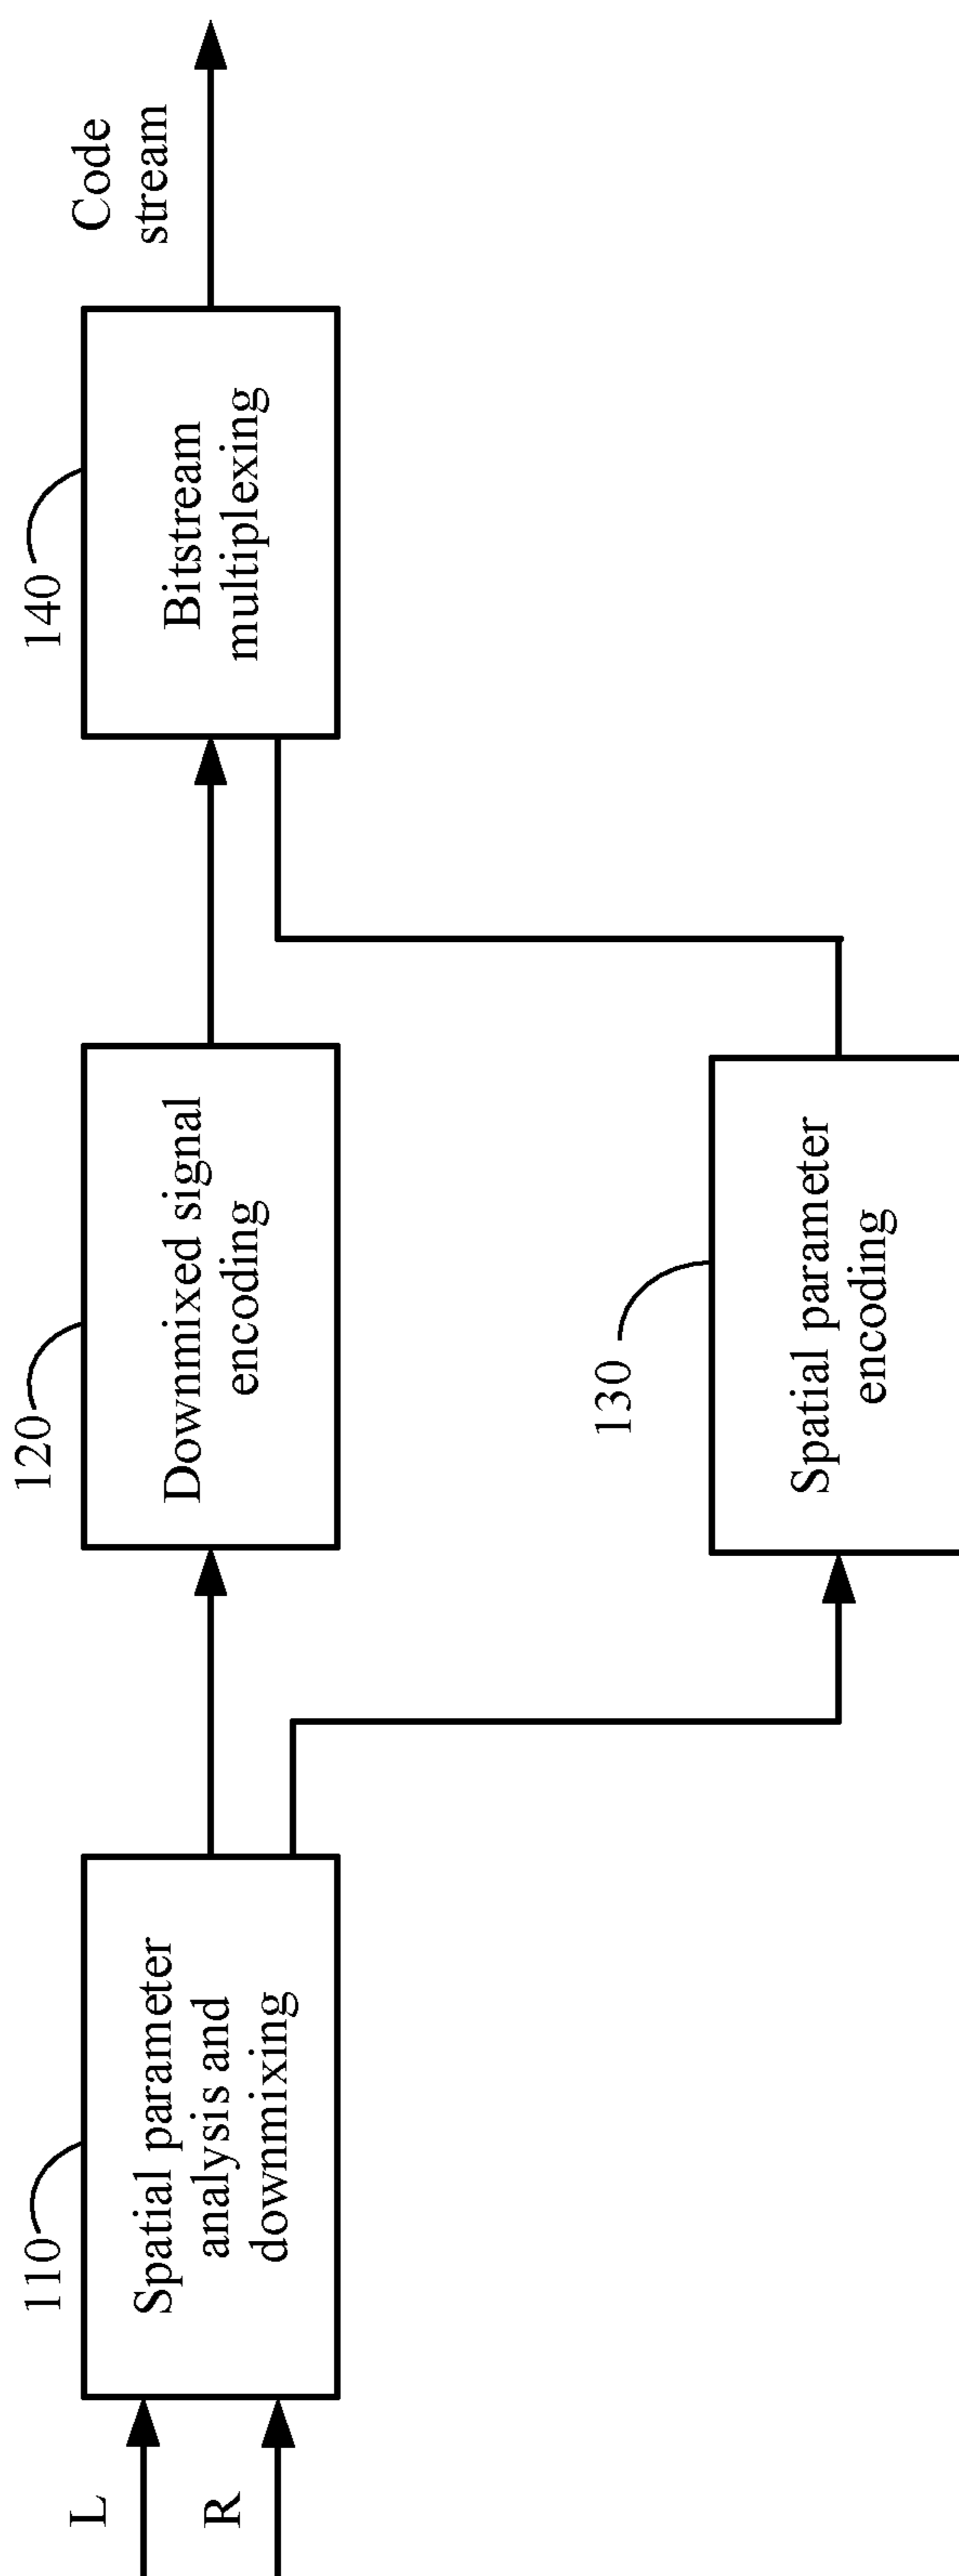 L
R
110
Spatial parameter
analysis and
downmixing
120
Downmixed signal
encoding
130
Spatial parameter
encoding
140
Bitstream
multiplexing
Code
stream